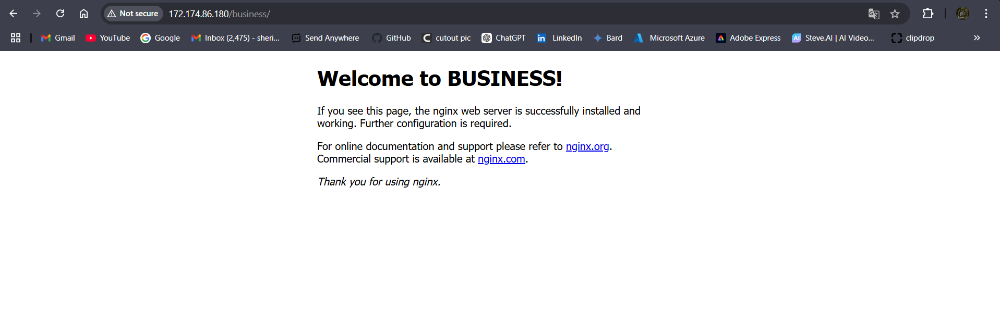 Not secure 172.174.86.180/business/
Gmail YouTube Google Inbox (2,475) - sheri... Send Anywhere GitHub cutout pic ChatGPT LinkedIn Bard Microsoft Azure Adobe Express Steve.AI | AI Video... clipdrop
Welcome to BUSINESS!
If you see this page, the nginx web server is successfully installed and
working. Further configuration is required.
For online documentation and support please refer to nginx.org.
Commercial support is available at nginx.com.
Thank you for using nginx.